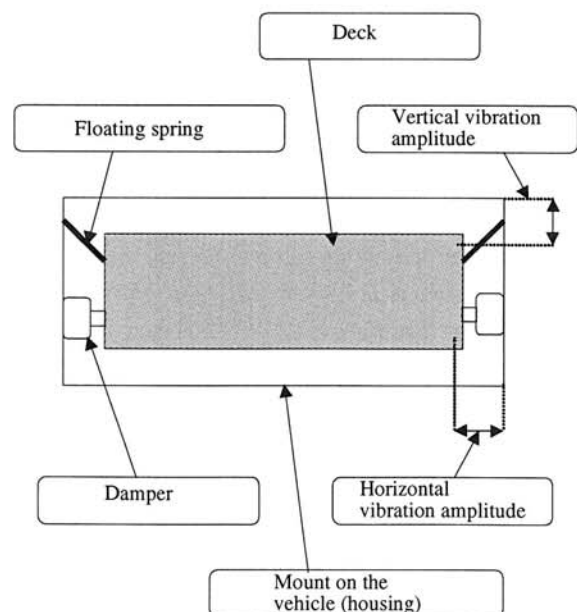 Deck
Floating spring
Vertical vibration
amplitude
Damper
Horizontal
vibration amplitude
Mount on the
vehicle (housing)